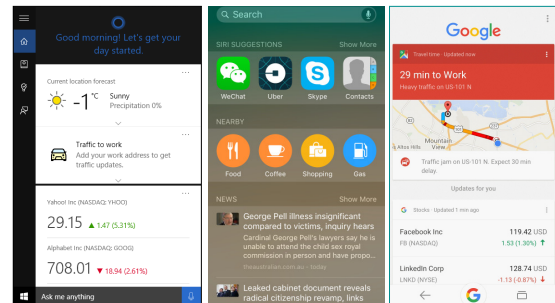 Good morning! Let's get your
day started.
Current location forecast
-1°C
Sunny
Precipitation 0%
Traffic to work
Add your work address to get
traffic updates.
Yahoo! Inc (NASDAQ: YHOO)
29.15 ▲ 1.47 (5.31%)
Alphabet Inc (NASDAQ: GOOG)
708.01 ▼ 18.94 (2.61%)
Ask me anything
Search
SIRI SUGGESTIONS Show More
WeChat Uber Skype Contacts
NEARBY
Food Coffee Shopping Gas
NEWS Show More
George Pell illness insignificant
compared to victims, inquiry hears
Cardinal George Pell's lawyers say he is
unable to attend the child sex royal
commission in person and have propo...
theaustralian.com.au - today
Leaked cabinet document reveals
radical citizenship revamp, links
Google
Travel time · Updated now
29 min to Work
Heavy traffic on US-101 N
Mountain
View
Altos Hills
Traffic jam on US-101 N. Expect 30 min
delay.
Updates for you
Stocks · Updated 1 min ago
Facebook Inc 119.42 USD
FB (NASDAQ) 1.53 (1.30%) ↑
LinkedIn Corp 128.74 USD
LNKD (NYSE) -1.13 (-0.87%) ↓
G